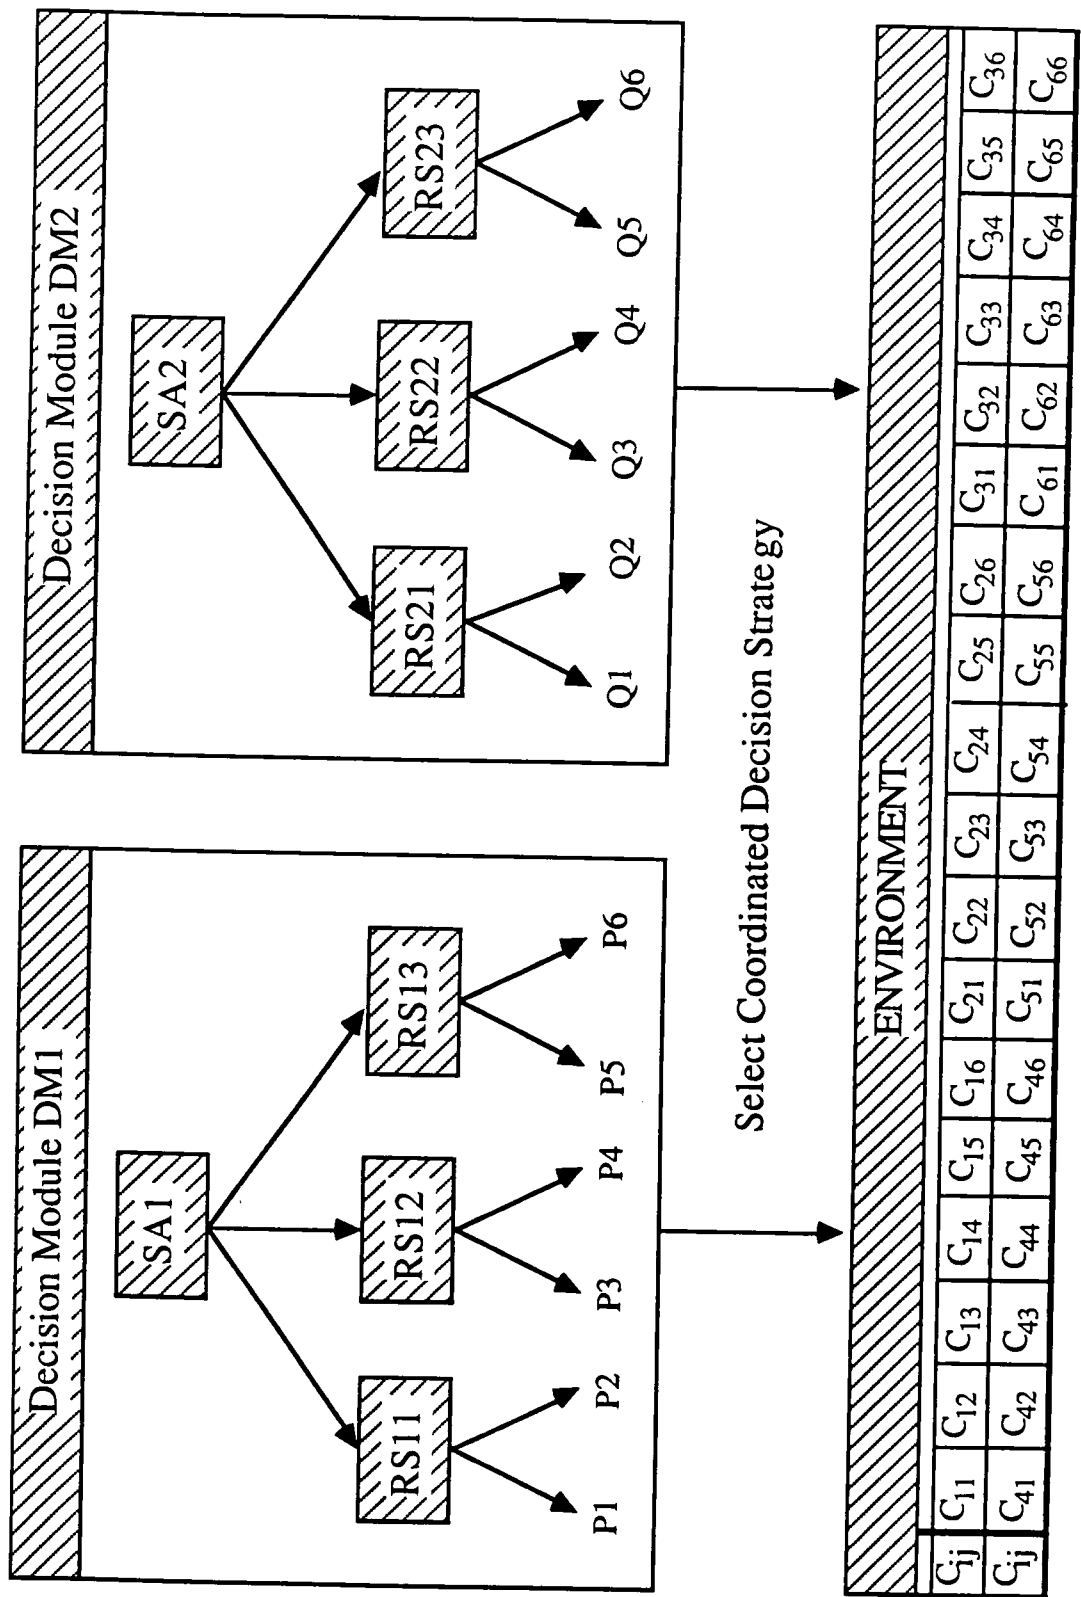 Decision Module DM1
SA1
RS11 RS12 RS13
P1 P2 P3 P4 P5 P6
Decision Module DM2
SA2
RS21 RS22 RS23
Q1 Q2 Q3 Q4 Q5 Q6
Select Coordinated Decision Strategy
ENVIRONMENT
Cij C11 C12 C13 C14 C15 C16 C21 C22 C23 C24 C25 C26 C31 C32 C33 C34 C35 C36
Cij C41 C42 C43 C44 C45 C46 C51 C52 C53 C54 C55 C56 C61 C62 C63 C64 C65 C66